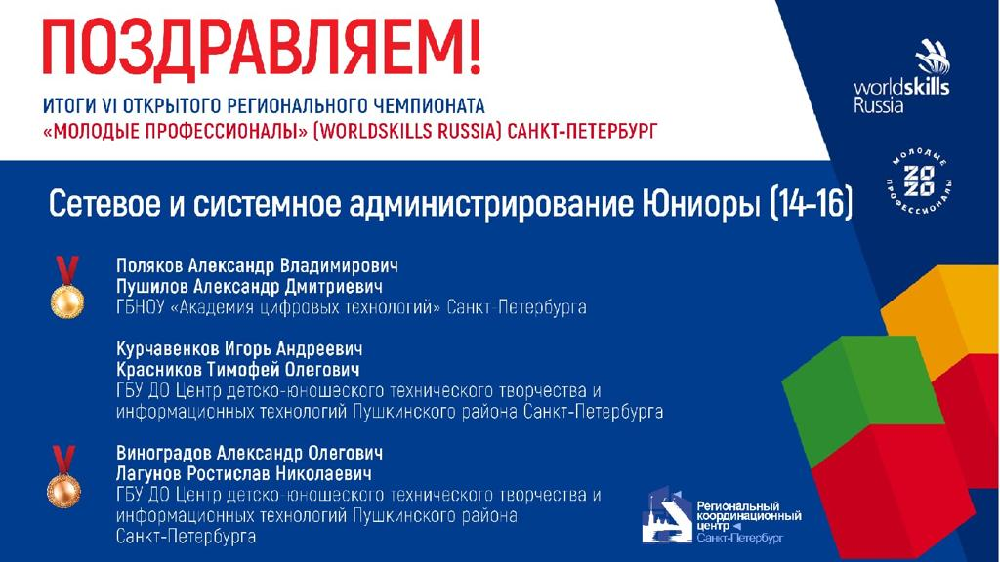 ПОЗДРАВЛЯЕМ!
ИТОГИ VI ОТКРЫТОГО РЕГИОНАЛЬНОГО ЧЕМПИОНАТА
«МОЛОДЫЕ ПРОФЕССИОНАЛЫ» (WORLDSKILLS RUSSIA) САНКТ-ПЕТЕРБУРГ
worldskills
Russia
МОЛОДЫЕ
2020
ПРОФЕССИОНАЛЫ
Сетевое и системное администрирование Юниоры (14-16)
Поляков Александр Владимирович
Пушилов Александр Дмитриевич
ГБНОУ «Академия цифровых технологий» Санкт-Петербурга
Курчавенков Игорь Андреевич
Красников Тимофей Олегович
ГБУ ДО Центр детско-юношеского технического творчества и
информационных технологий Пушкинского района Санкт-Петербурга
Виноградов Александр Олегович
Лагунов Ростислав Николаевич
ГБУ ДО Центр детско-юношеского технического творчества и
информационных технологий Пушкинского района
Санкт-Петербурга
Региональный
координационный
центр
Санкт-Петербург